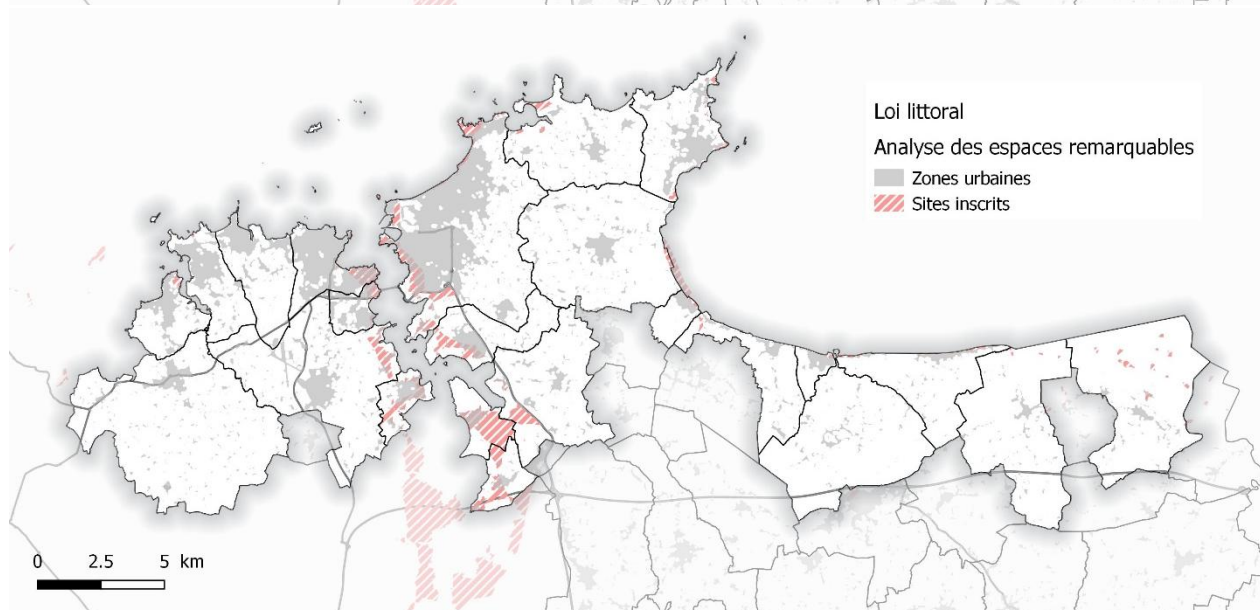 Loi littoral
Analyse des espaces remarquables
Zones urbaines
Sites inscrits
0 2.5 5 km